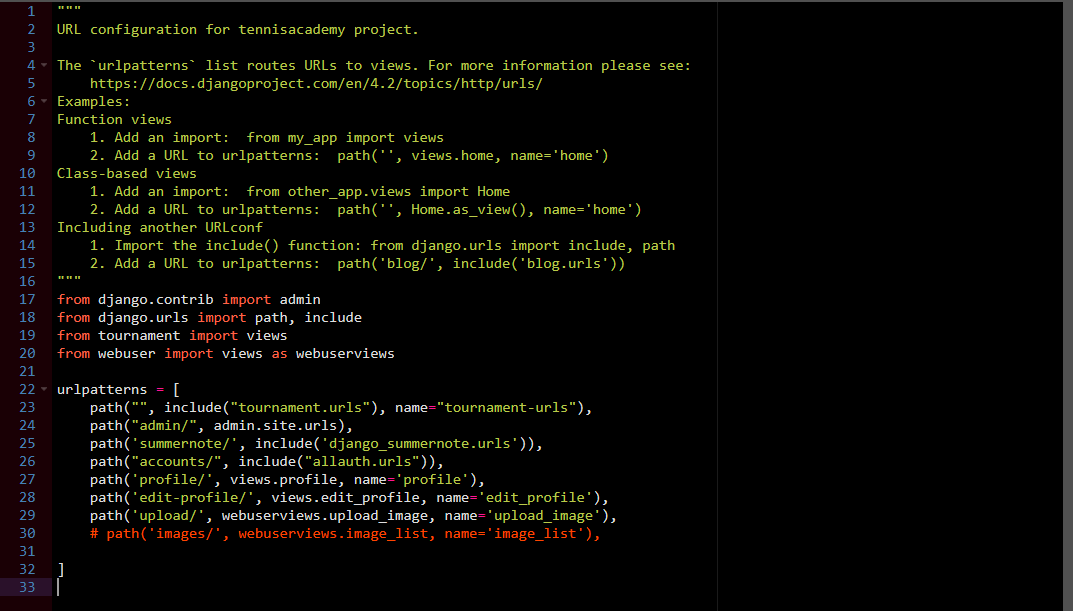 1 """
2 URL configuration for tennisacademy project.
3
4 The `urlpatterns` list routes URLs to views. For more information please see:
5     https://docs.djangoproject.com/en/4.2/topics/http/urls/
6 Examples:
7 Function views
8     1. Add an import:  from my_app import views
9     2. Add a URL to urlpatterns:  path('', views.home, name='home')
10 Class-based views
11     1. Add an import:  from other_app.views import Home
12     2. Add a URL to urlpatterns:  path('', Home.as_view(), name='home')
13 Including another URLconf
14     1. Import the include() function: from django.urls import include, path
15     2. Add a URL to urlpatterns:  path('blog/', include('blog.urls'))
16 """
17 from django.contrib import admin
18 from django.urls import path, include
19 from tournament import views
20 from webuser import views as webuserviews
21
22 urlpatterns = [
23     path("", include("tournament.urls"), name="tournament-urls"),
24     path("admin/", admin.site.urls),
25     path('summernote/', include('django_summernote.urls')),
26     path("accounts/", include("allauth.urls")),
27     path('profile/', views.profile, name='profile'),
28     path('edit-profile/', views.edit_profile, name='edit_profile'),
29     path('upload/', webuserviews.upload_image, name='upload_image'),
30     # path('images/', webuserviews.image_list, name='image_list'),
31
32 ]
33